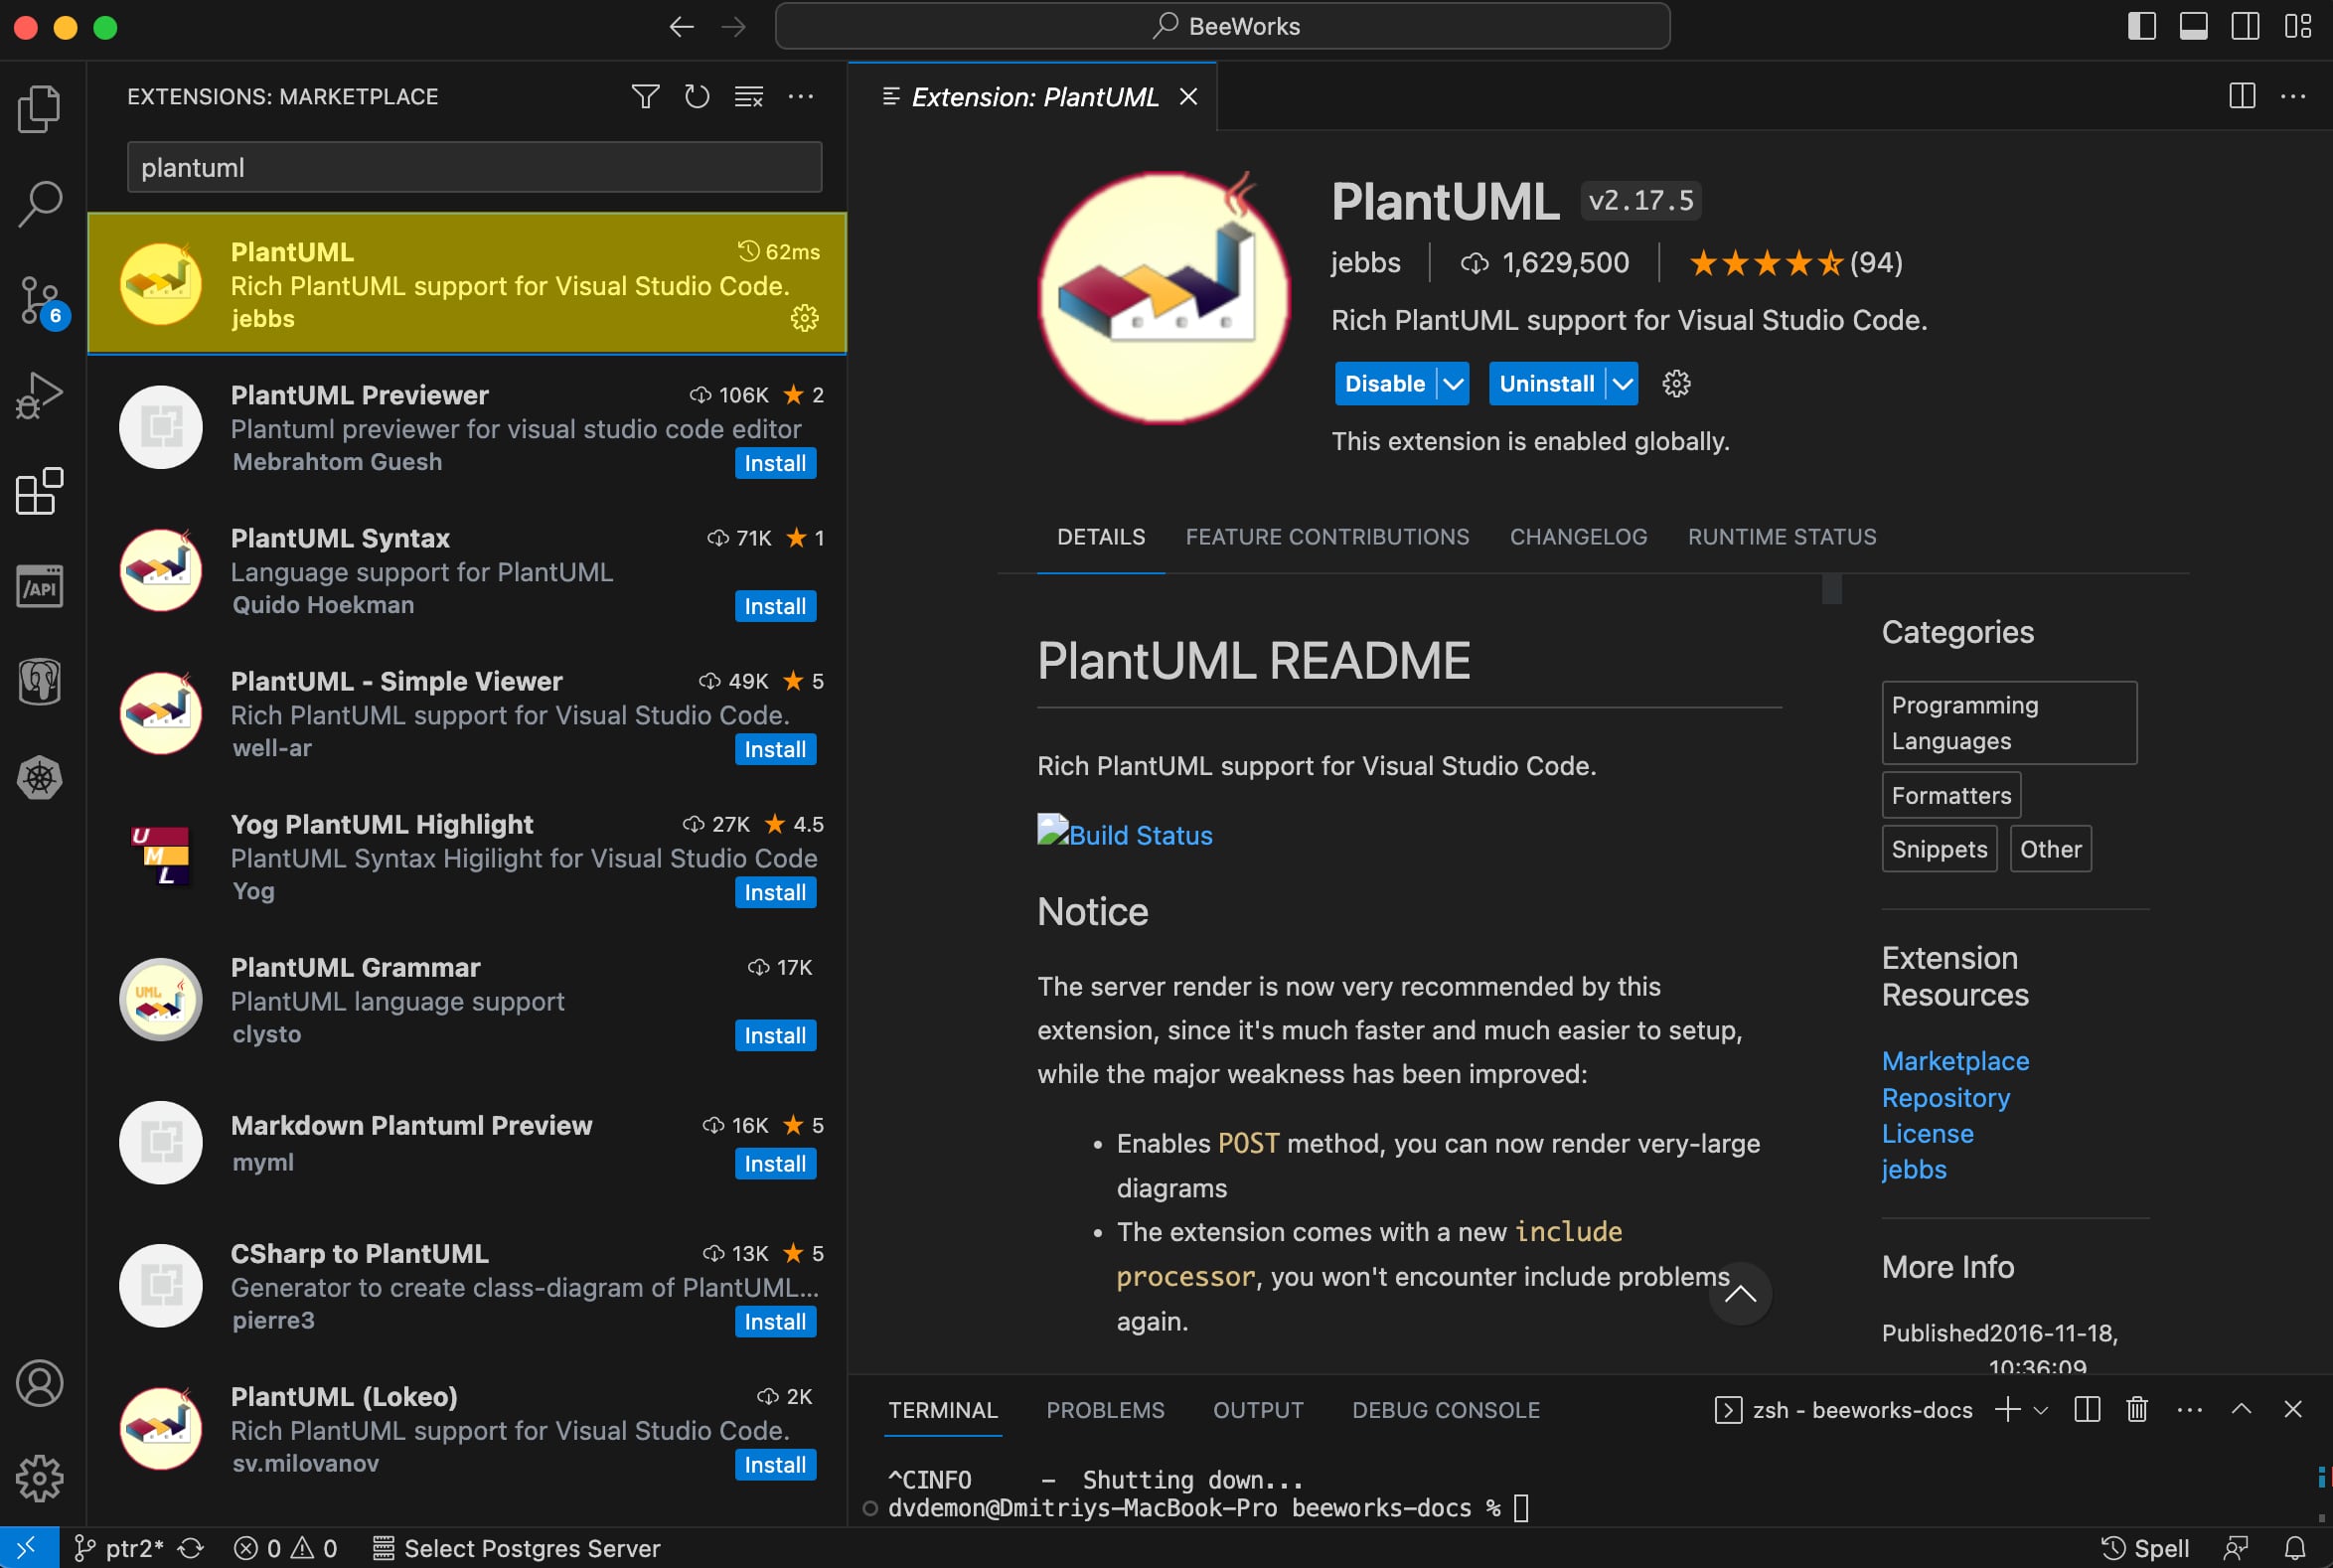 BeeWorks
EXTENSIONS: MARKETPLACE
plantuml
PlantUML
62ms
Rich PlantUML support for Visual Studio Code.
jebbs
PlantUML Previewer
106K ★ 2
Plantuml previewer for visual studio code editor
Mebrahtom Guesh
Install
PlantUML Syntax
71K ★ 1
Language support for PlantUML
Quido Hoekman
Install
PlantUML - Simple Viewer
49K ★ 5
Rich PlantUML support for Visual Studio Code.
well-ar
Install
Yog PlantUML Highlight
27K ★ 4.5
PlantUML Syntax Higilight for Visual Studio Code
Yog
Install
PlantUML Grammar
17K
PlantUML language support
clysto
Install
Markdown Plantuml Preview
16K ★ 5
myml
Install
CSharp to PlantUML
13K ★ 5
Generator to create class-diagram of PlantUML...
pierre3
Install
PlantUML (Lokeo)
2K
Rich PlantUML support for Visual Studio Code.
sv.milovanov
Install
6
/API
UML
UML
Extension: PlantUML
PlantUML v2.17.5
jebbs | 1,629,500 | (94)
Rich PlantUML support for Visual Studio Code.
Disable Uninstall
This extension is enabled globally.
DETAILS FEATURE CONTRIBUTIONS CHANGELOG RUNTIME STATUS
PlantUML README
Rich PlantUML support for Visual Studio Code.
Build Status
Notice
The server render is now very recommended by this
extension, since it's much faster and much easier to setup,
while the major weakness has been improved:
• Enables POST method, you can now render very-large
diagrams
• The extension comes with a new include
processor, you won't encounter include problems
again.
Categories
Programming
Languages
Formatters
Snippets Other
Extension
Resources
Marketplace
Repository
License
jebbs
More Info
Published2016-11-18,
10:36:09
TERMINAL PROBLEMS OUTPUT DEBUG CONSOLE
zsh - beeworks-docs
^CINFO     -  Shutting down...
dvdemon@Dmitriys-MacBook-Pro beeworks-docs %
ptr2* 0 0 Select Postgres Server
Spell